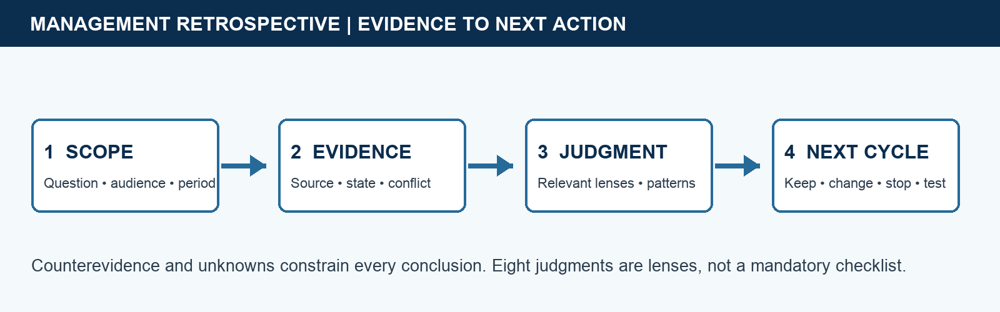 MANAGEMENT RETROSPECTIVE | EVIDENCE TO NEXT ACTION
1 SCOPE
Question • audience • period
2 EVIDENCE
Source • state • conflict
3 JUDGMENT
Relevant lenses • patterns
4 NEXT CYCLE
Keep • change • stop • test
Counterevidence and unknowns constrain every conclusion. Eight judgments are lenses, not a mandatory checklist.